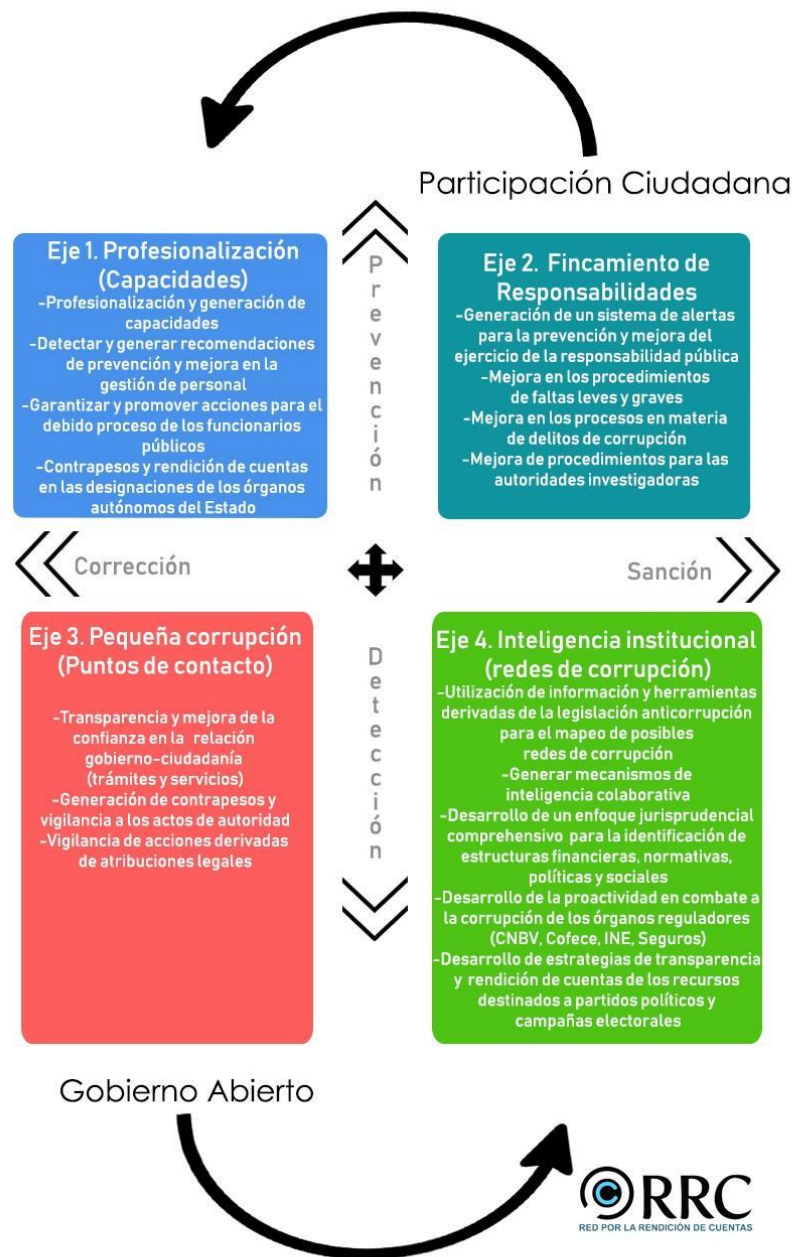 Participación Ciudadana
Eje 1. Profesionalización
(Capacidades)
-Profesionalización y generación de
capacidades
-Detectar y generar recomendaciones
de prevención y mejora en la
gestión de personal
-Garantizar y promover acciones para el
debido proceso de los funcionarios
públicos
-Contrapesos y rendición de cuentas
en las designaciones de los órganos
autónomos del Estado
Prevención
Eje 2. Fincamiento de
Responsabilidades
-Generación de un sistema de alertas
para la prevención y mejora del
ejercicio de la responsabilidad pública
-Mejora en los procedimientos
de faltas leves y graves
-Mejora en los procesos en materia
de delitos de corrupción
-Mejora de procedimientos para las
autoridades investigadoras
Corrección
Sanción
Eje 3. Pequeña corrupción
(Puntos de contacto)
-Transparencia y mejora de la
confianza en la relación
gobierno-ciudadanía
(trámites y servicios)
-Generación de contrapesos y
vigilancia a los actos de autoridad
-Vigilancia de acciones derivadas
de atribuciones legales
Detección
Eje 4. Inteligencia institucional
(redes de corrupción)
-Utilización de información y herramientas
derivadas de la legislación anticorrupción
para el mapeo de posibles
redes de corrupción
-Generar mecanismos de
inteligencia colaborativa
-Desarrollo de un enfoque jurisprudencial
comprehensivo para la identificación de
estructuras financieras, normativas,
políticas y sociales
-Desarrollo de la proactividad en combate a
la corrupción de los órganos reguladores
(CNBV, Cofece, INE, Seguros)
-Desarrollo de estrategias de transparencia
y rendición de cuentas de los recursos
destinados a partidos políticos y
campañas electorales
Gobierno Abierto
RRC
RED POR LA RENDICIÓN DE CUENTAS